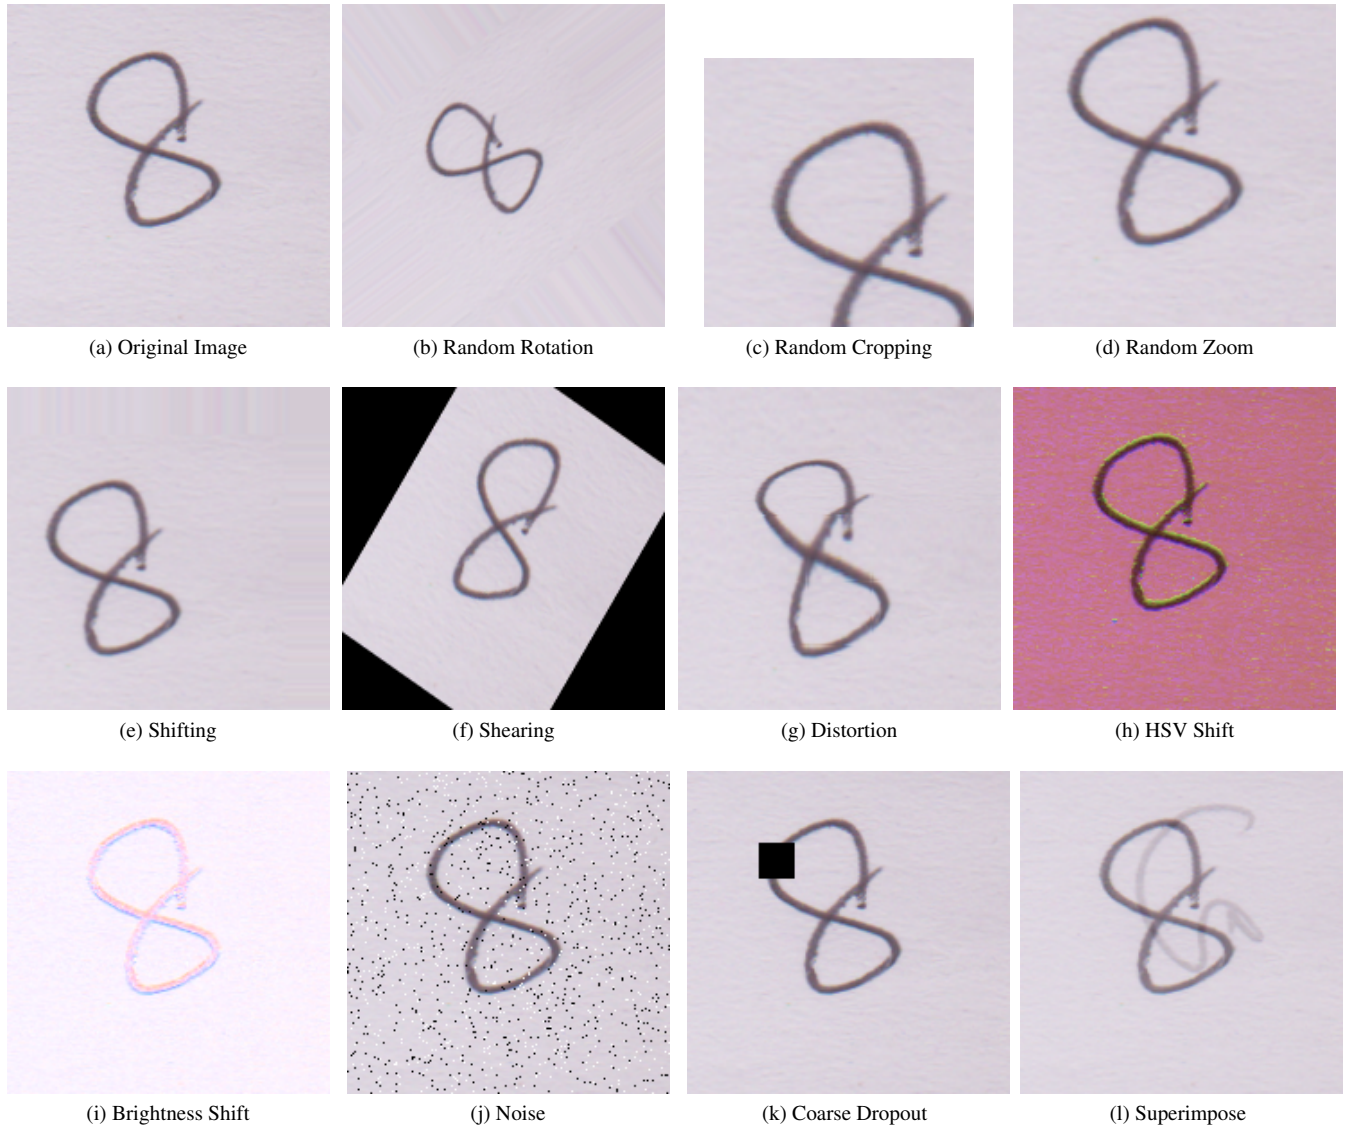 (a) Original Image
(b) Random Rotation
(c) Random Cropping
(d) Random Zoom
(e) Shifting
(f) Shearing
(g) Distortion
(h) HSV Shift
(i) Brightness Shift
(j) Noise
(k) Coarse Dropout
(l) Superimpose